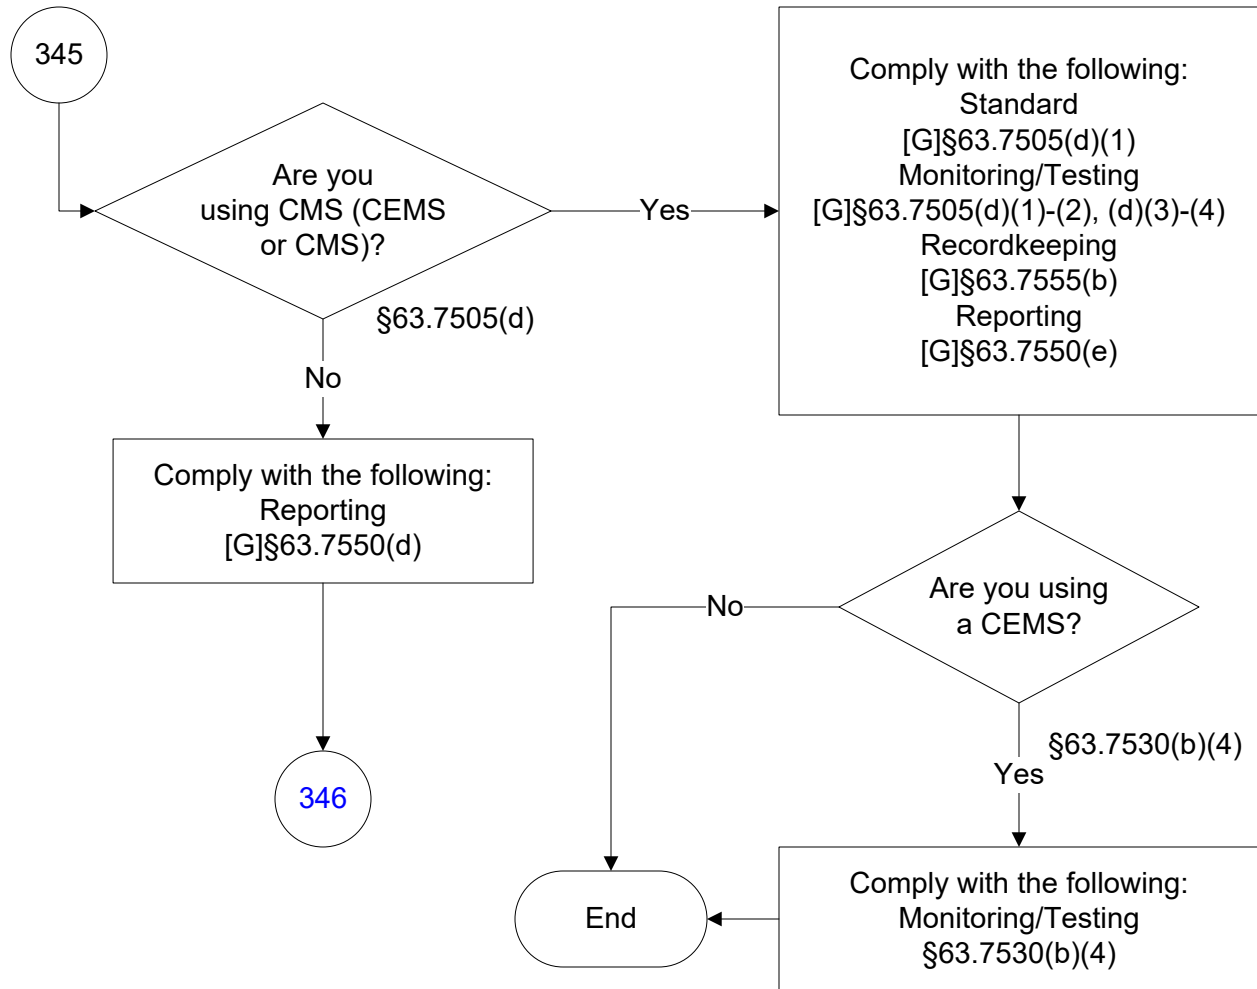 345
Are you
using CMS (CEMS
or CMS)?
§63.7505(d)
Yes
No
Comply with the following:
Reporting
[G]§63.7550(d)
346
Comply with the following:
Standard
[G]§63.7505(d)(1)
Monitoring/Testing
[G]§63.7505(d)(1)-(2), (d)(3)-(4)
Recordkeeping
[G]§63.7555(b)
Reporting
[G]§63.7550(e)
Are you using
a CEMS?
No
§63.7530(b)(4)
Yes
Comply with the following:
Monitoring/Testing
§63.7530(b)(4)
End